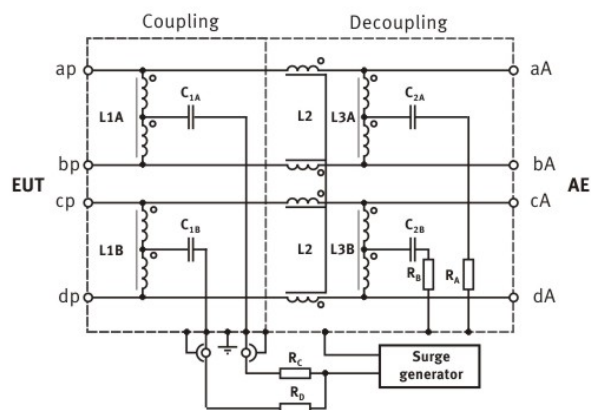 Coupling Decoupling
ap aA
C1A C2A
L1A L2 L3A
bp bA
EUT AE
cp cA
C1B C2B
L1B L2 L3B
RB RA
dp dA
RC Surge
generator
RD